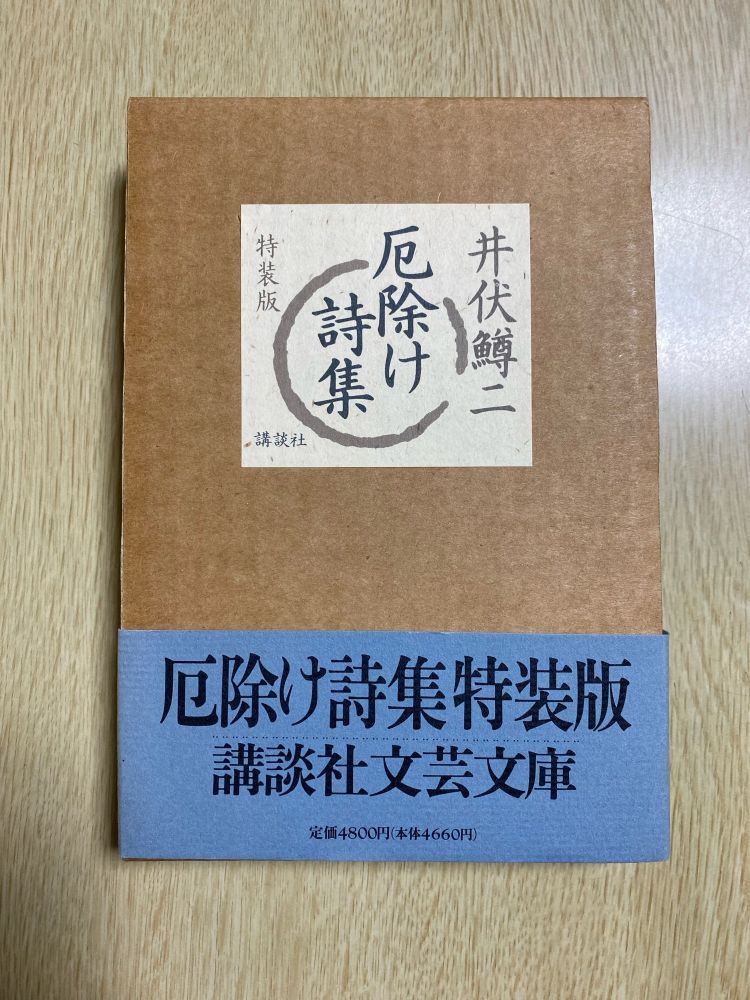 井伏鱒二
厄除け
詩集
特装版
講談社
厄除け詩集 特装版
講談社文芸文庫
定価4800円(本体4660円)